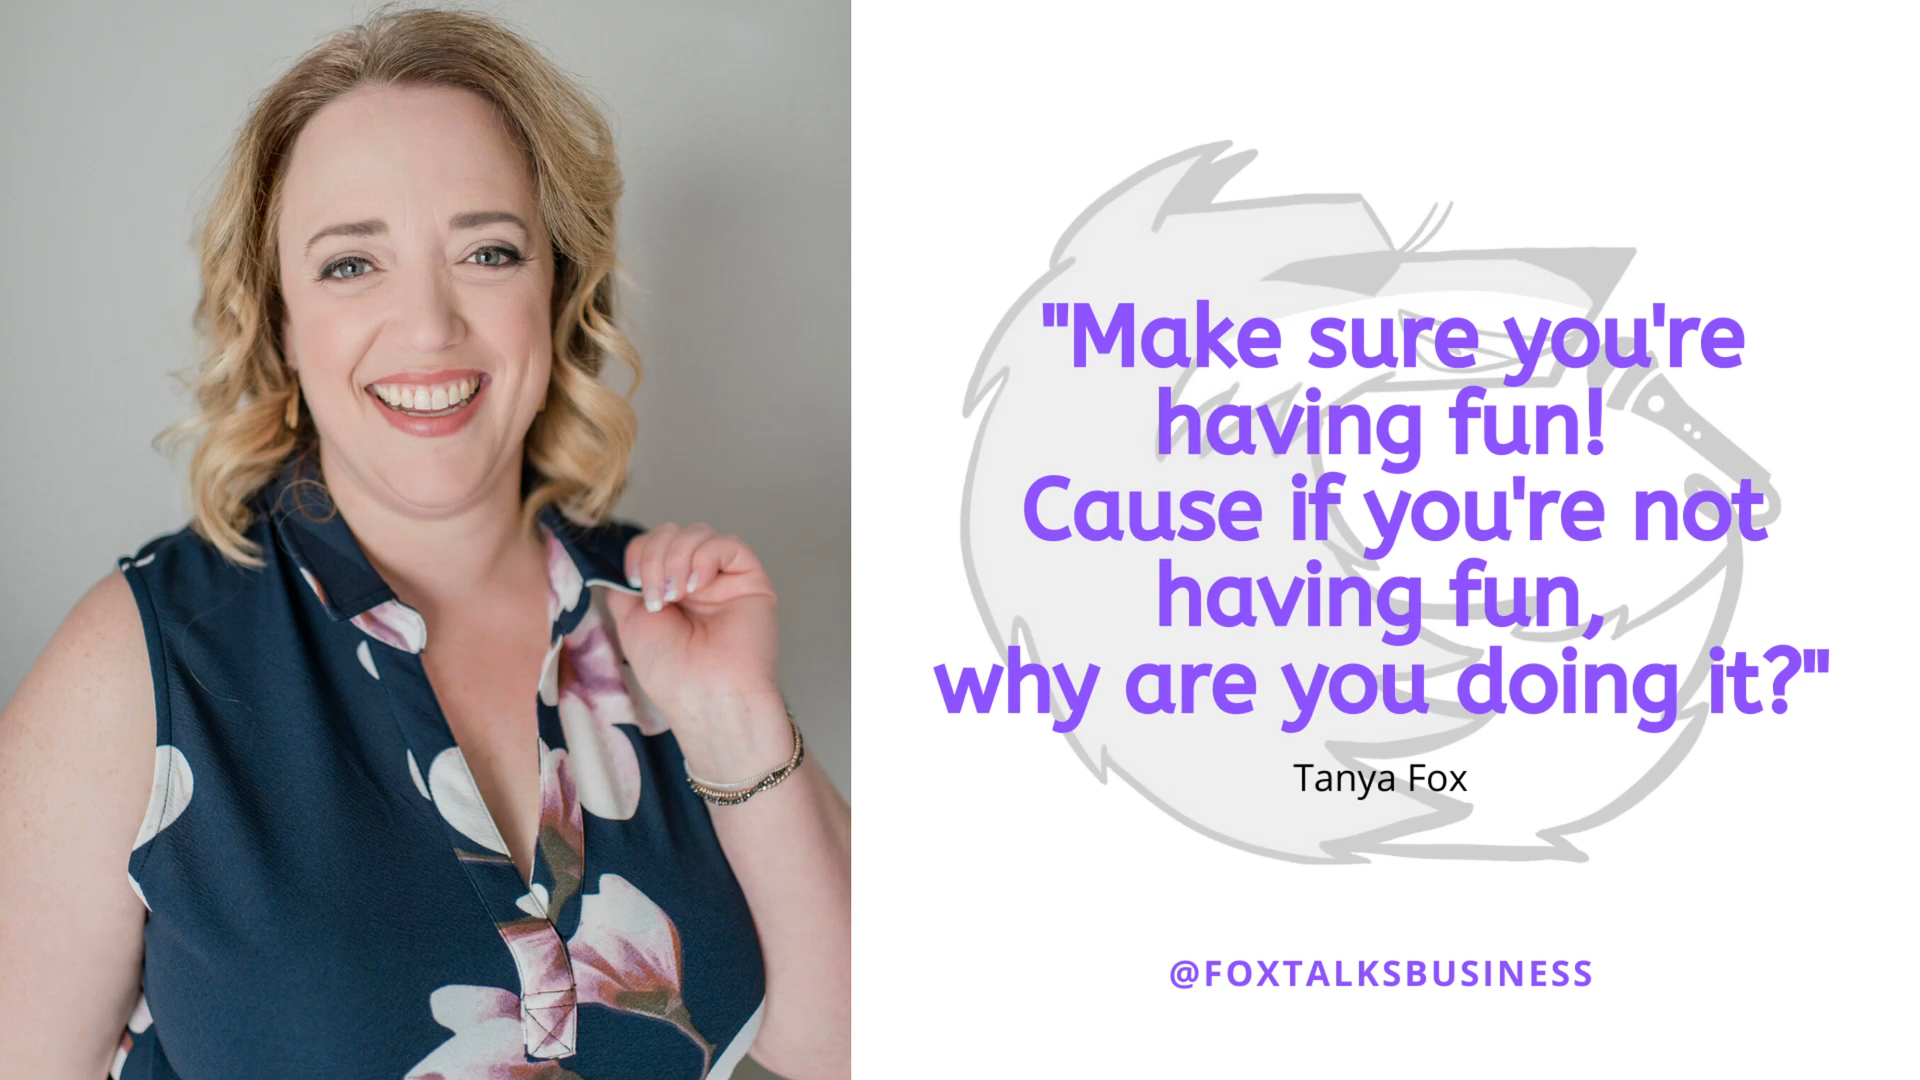 "Make sure you're
having fun!
Cause if you're not
having fun,
why are you doing it?"
Tanya Fox
@FOXTALKSBUSINESS